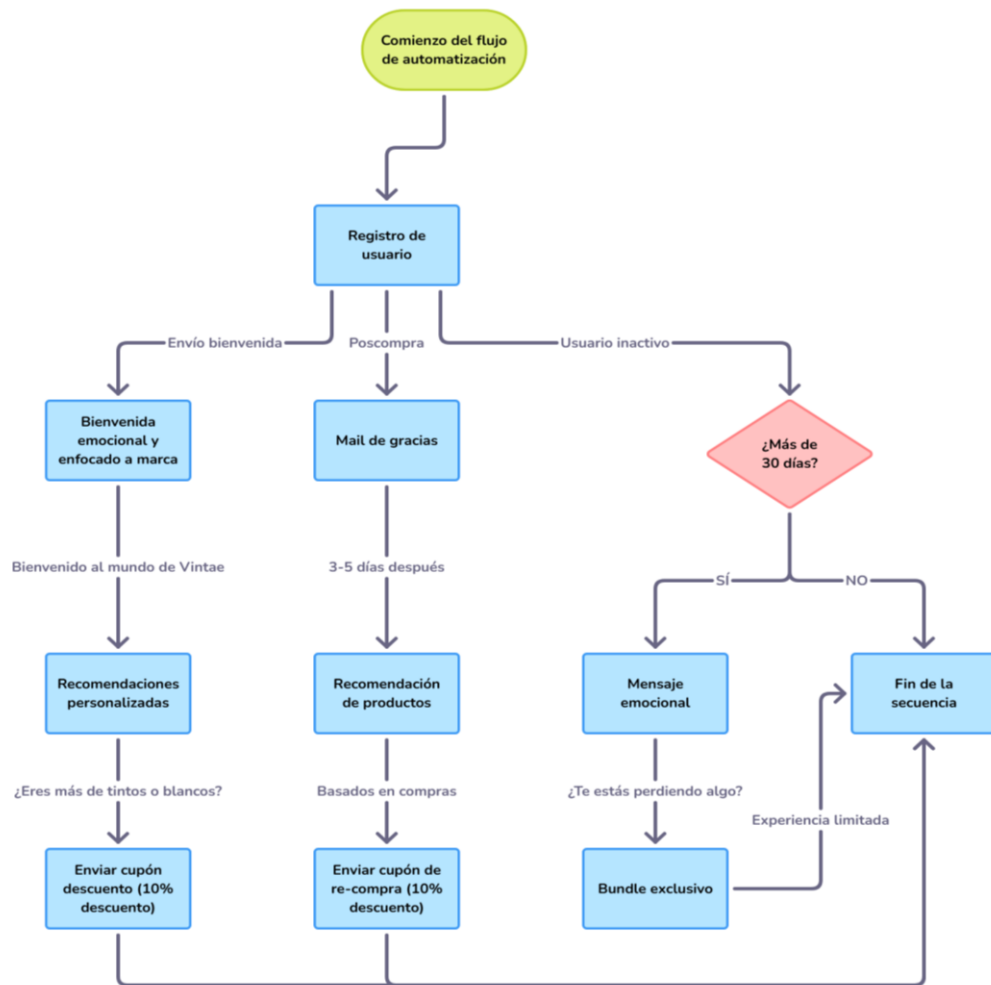 Comienzo del flujo
de automatización
Registro de
usuario
Envío bienvenida
Poscompra
Usuario inactivo
Bienvenida
emocional y
enfocado a marca
Mail de gracias
¿Más de
30 días?
Bienvenido al mundo de Vintae
3-5 días después
SÍ
NO
Recomendaciones
personalizadas
Recomendación
de productos
Mensaje
emocional
Fin de la
secuencia
¿Eres más de tintos o blancos?
Basados en compras
¿Te estás perdiendo algo?
Experiencia limitada
Enviar cupón
descuento (10%
descuento)
Enviar cupón de
re-compra (10%
descuento)
Bundle exclusivo